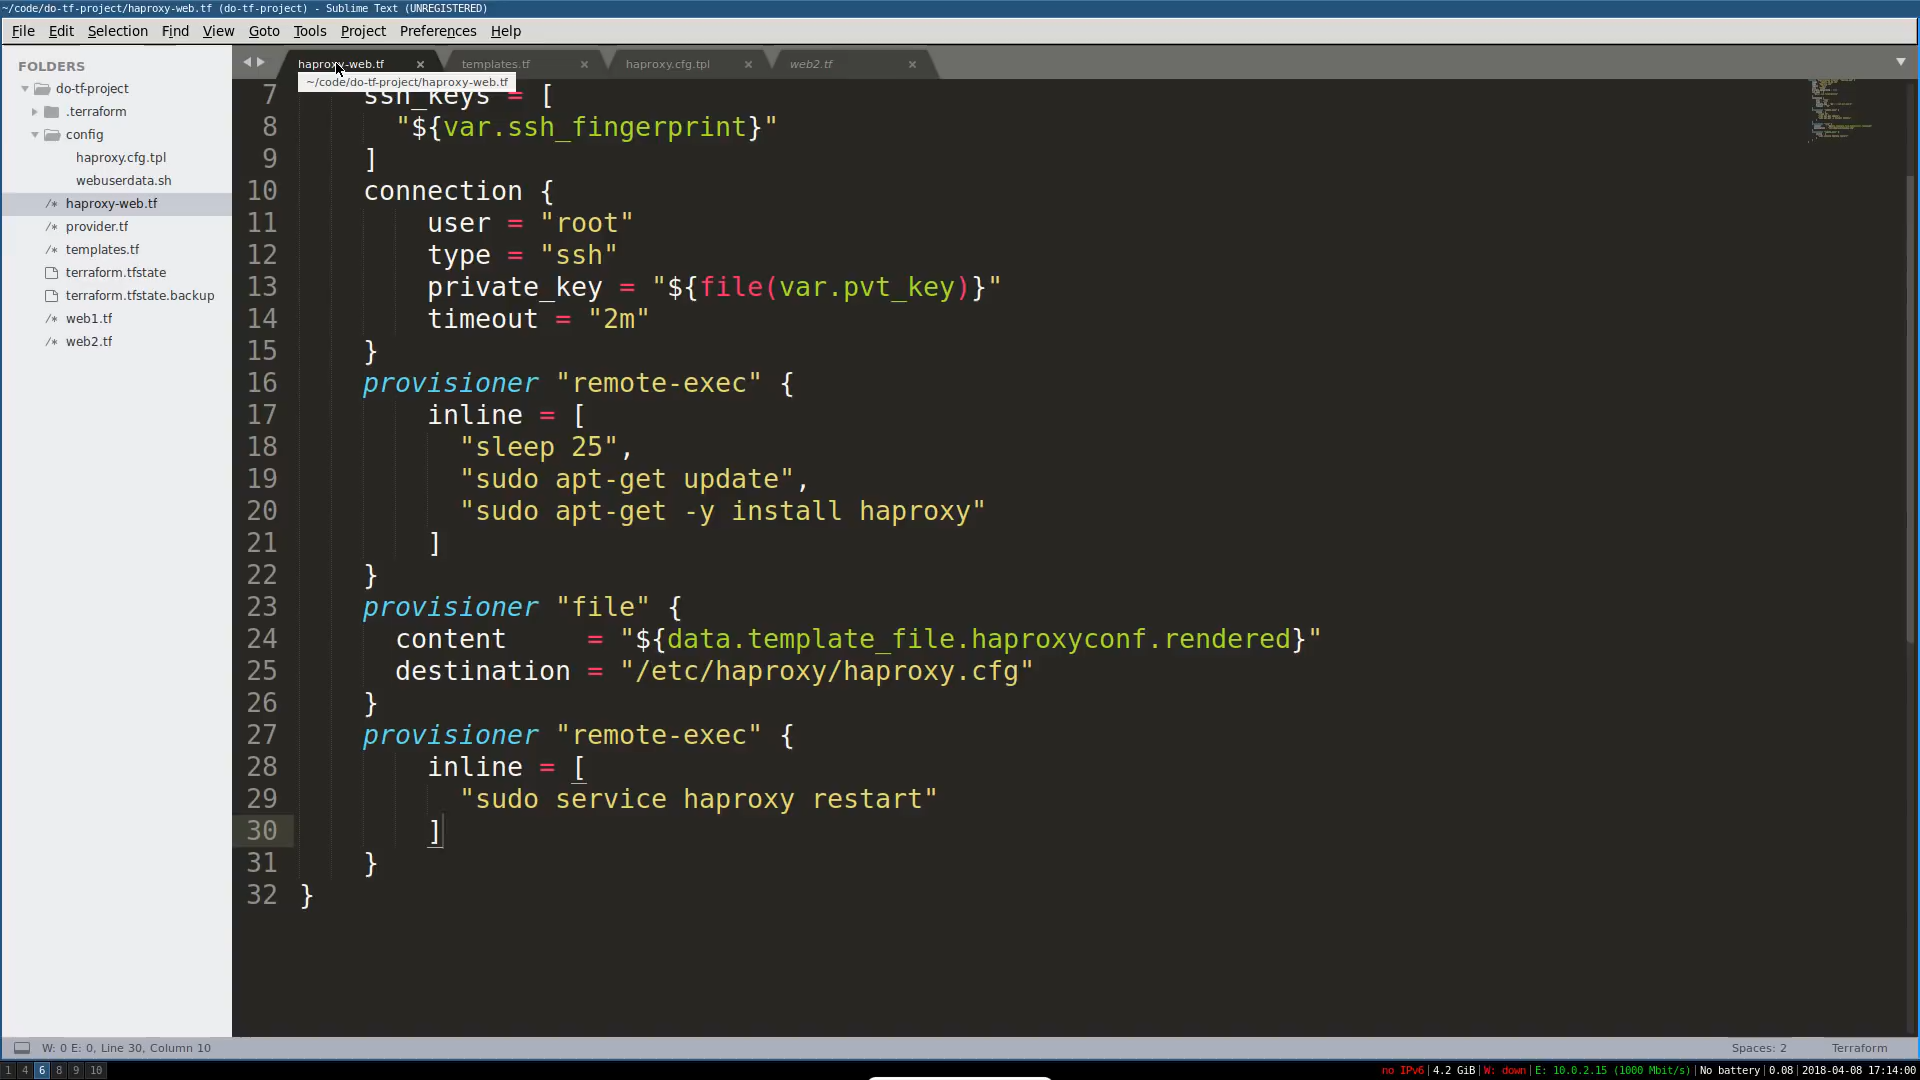 ~/code/do-tf-project/haproxy-web.tf (do-tf-project) - Sublime Text (UNREGISTERED)
File Edit Selection Find View Goto Tools Project Preferences Help
FOLDERS
do-tf-project
.terraform
config
haproxy.cfg.tpl
webuserdata.sh
/* haproxy-web.tf
/* provider.tf
/* templates.tf
terraform.tfstate
terraform.tfstate.backup
/* web1.tf
/* web2.tf
haproxy-web.tf × templates.tf × haproxy.cfg.tpl × web2.tf ×
~/code/do-tf-project/haproxy-web.tf
7 ssh_keys = [
8 "${var.ssh_fingerprint}"
9 ]
10 connection {
11 user = "root"
12 type = "ssh"
13 private_key = "${file(var.pvt_key)}"
14 timeout = "2m"
15 }
16 provisioner "remote-exec" {
17 inline = [
18 "sleep 25",
19 "sudo apt-get update",
20 "sudo apt-get -y install haproxy"
21 ]
22 }
23 provisioner "file" {
24 content     = "${data.template_file.haproxyconf.rendered}"
25 destination = "/etc/haproxy/haproxy.cfg"
26 }
27 provisioner "remote-exec" {
28 inline = [
29 "sudo service haproxy restart"
30 ]
31 }
32 }
W: 0 E: 0, Line 30, Column 10 Spaces: 2 Terraform
1 4 6 8 9 10 no IPv6|4.2 GiB|W: down|E: 10.0.2.15 (1000 Mbit/s)|No battery|0.08|2018-04-08 17:14:00